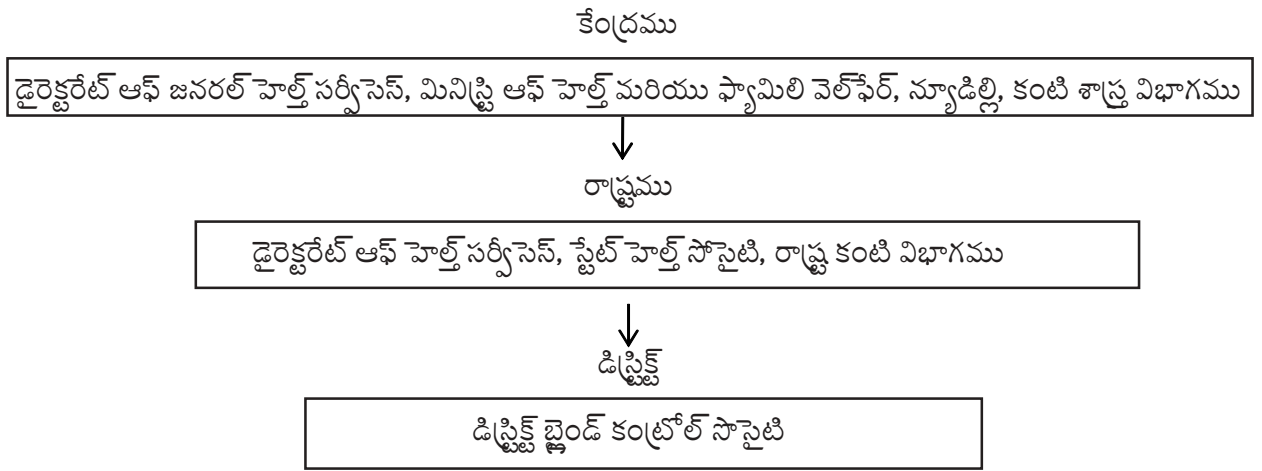 కేంద్రము
డైరెక్టరేట్ ఆఫ్ జనరల్ హెల్త్ సర్వీసెస్, మినిస్ట్రి ఆఫ్ హెల్త్ మరియు ఫ్యామిలి వెల్‌ఫేర్, న్యూడిల్లి, కంటి శాస్త్ర విభాగము
రాష్ట్రము
డైరెక్టరేట్ ఆఫ్ హెల్త్ సర్వీసెస్, స్టేట్ హెల్త్ సోసైటి, రాష్ట్ర కంటి విభాగము
డిస్ట్రిక్ట్
డిస్ట్రిక్ట్ బ్లైండ్ కంట్రోల్ సొసైటి